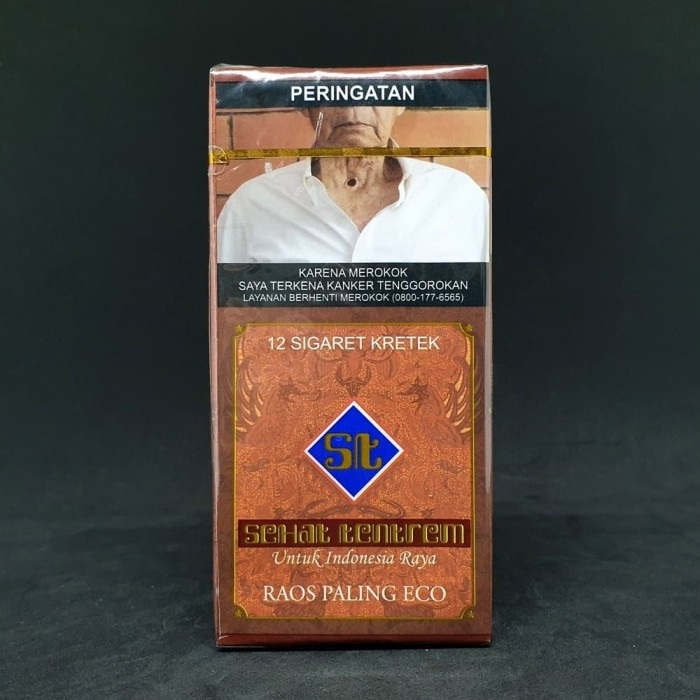 PERINGATAN
KARENA MEROKOK
SAYA TERKENA KANKER TENGGOROKAN
LAYANAN BERHENTI MEROKOK (0800-177-6565)
12 SIGARET KRETEK
St
SeHat tentrem
Untuk Indonesia Raya
RAOS PALING ECO